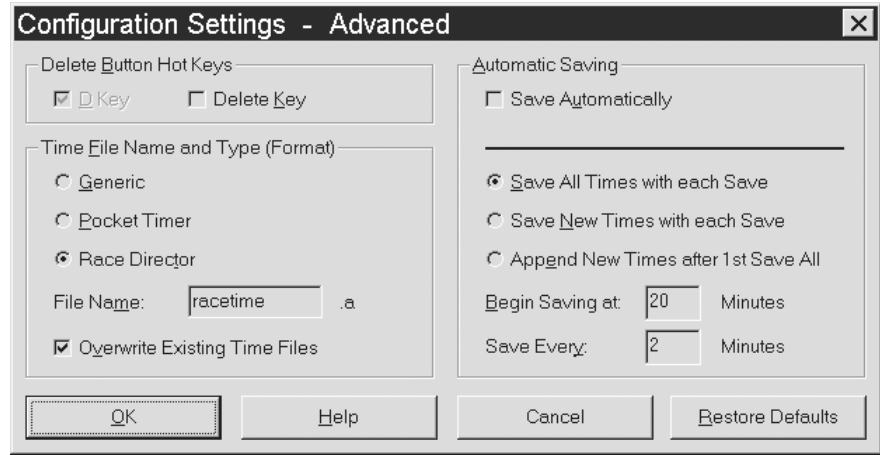 Configuration Settings - Advanced
Delete Button Hot Keys
D Key
Delete Key
Time File Name and Type (Format)
Generic
Pocket Timer
Race Director
File Name: racetime .a
Overwrite Existing Time Files
Automatic Saving
Save Automatically
Save All Times with each Save
Save New Times with each Save
Append New Times after 1st Save All
Begin Saving at: 20 Minutes
Save Every: 2 Minutes
OK
Help
Cancel
Restore Defaults